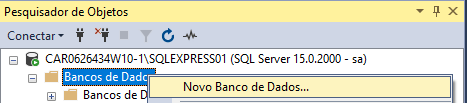 Pesquisador de Objetos
Conectar
CAR0626434W10-1\SQLEXPRESS01 (SQL Server 15.0.2000 - sa)
Bancos de Dado
Novo Banco de Dados...
Bancos de D